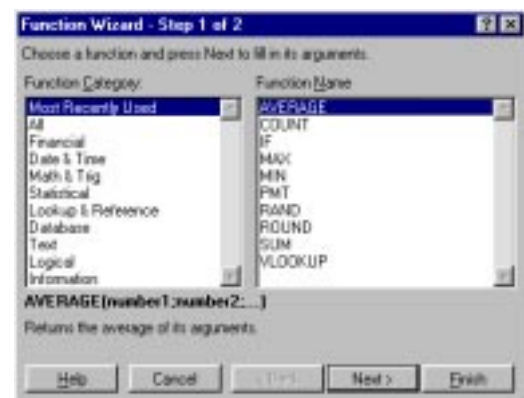 Function Wizard - Step 1 of 2
Choose a function and press Next to fill in its arguments.
Function Category:
Most Recently Used
All
Financial
Date & Time
Math & Trig
Statistical
Lookup & Reference
Database
Text
Logical
Information
Function Name
AVERAGE
COUNT
IF
MAX
MIN
PMT
RAND
ROUND
SUM
VLOOKUP
AVERAGE(number1;number2;...)
Returns the average of its arguments.
Help
Cancel
Next >
Finish